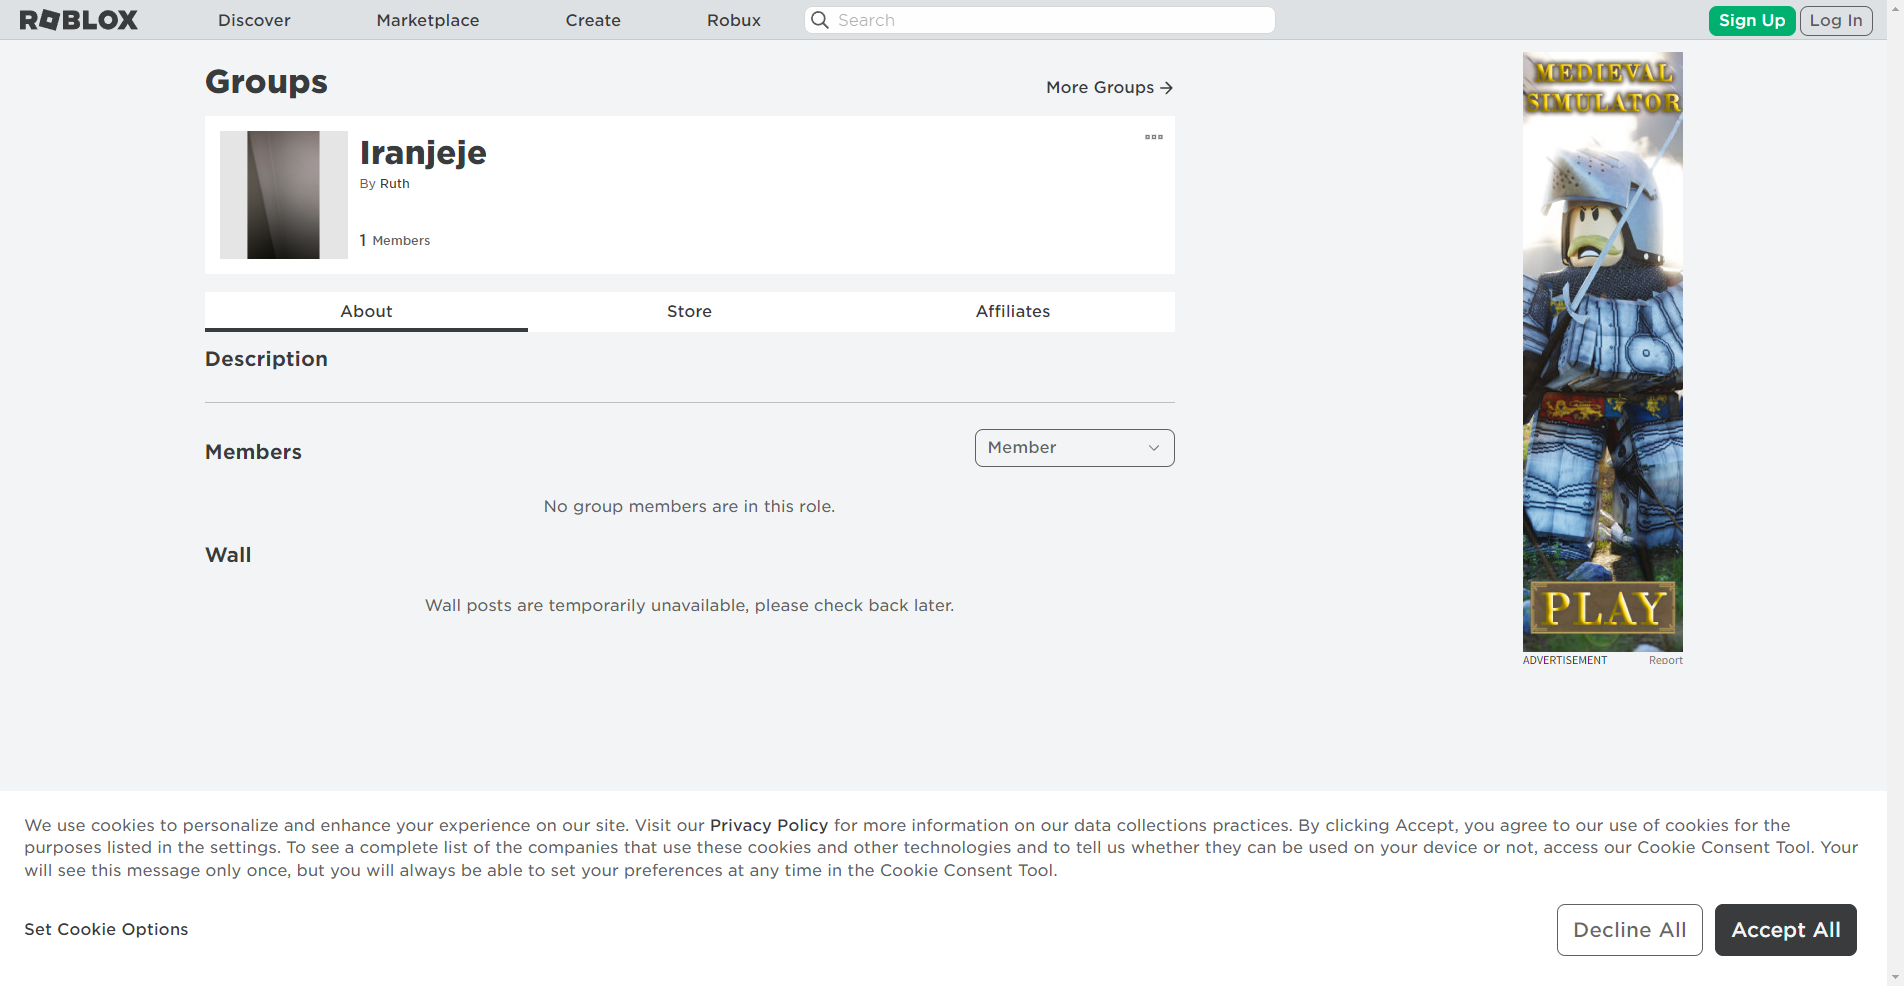 ROBLOX
Discover
Marketplace
Create
Robux
Search
Sign Up
Log In
Groups
More Groups
Iranjeje
By Ruth
1 Members
About
Store
Affiliates
Description
Members
Member
No group members are in this role.
Wall
Wall posts are temporarily unavailable, please check back later.
MEDIEVAL
SIMULATOR
PLAY
ADVERTISEMENT
Report
We use cookies to personalize and enhance your experience on our site. Visit our Privacy Policy for more information on our data collections practices. By clicking Accept, you agree to our use of cookies for the
purposes listed in the settings. To see a complete list of the companies that use these cookies and other technologies and to tell us whether they can be used on your device or not, access our Cookie Consent Tool. Your
will see this message only once, but you will always be able to set your preferences at any time in the Cookie Consent Tool.
Set Cookie Options
Decline All
Accept All